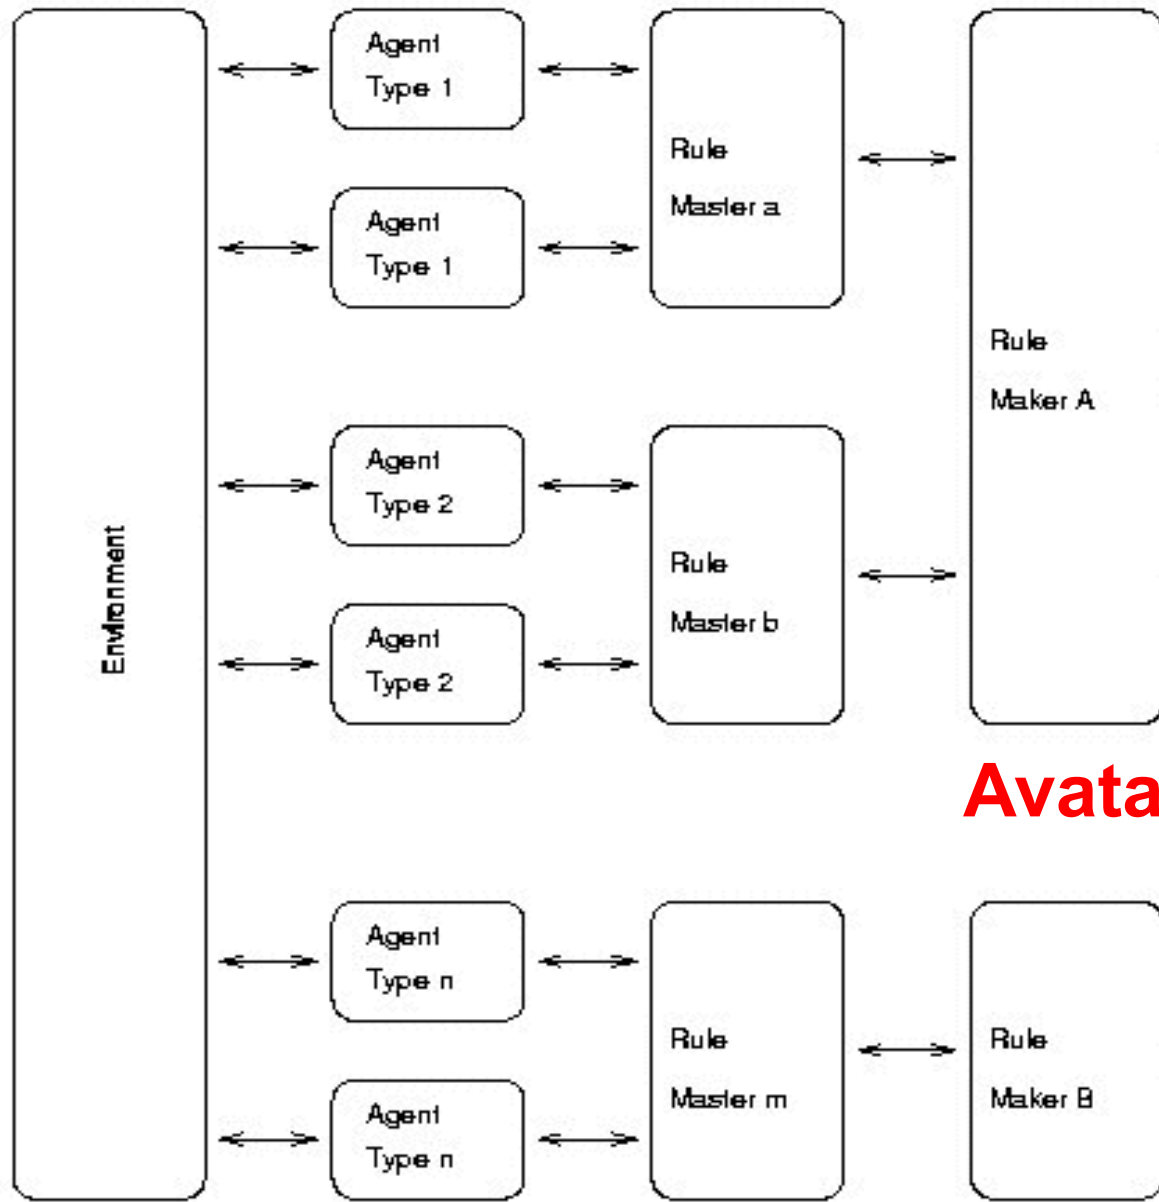 Agent
Type 1
Agent
Type 1
Rule
Master a
Rule
Maker A
Agent
Type 2
Agent
Type 2
Rule
Master b
Environment
Avata
Agent
Type n
Agent
Type n
Rule
Master m
Rule
Maker B